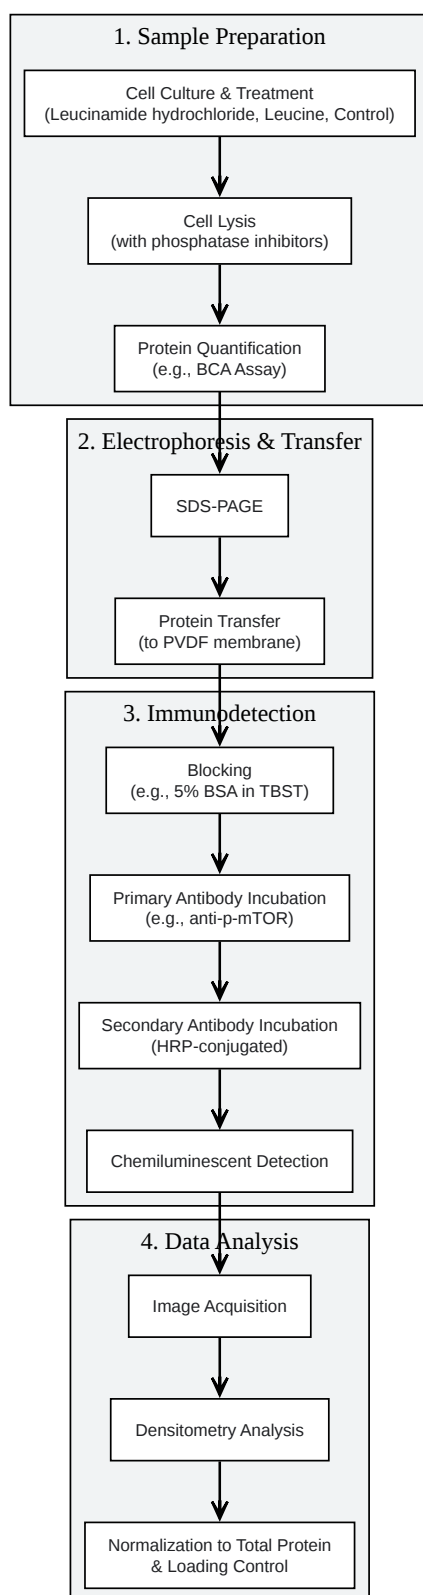 1. Sample Preparation
Cell Culture & Treatment
(Leucinamide hydrochloride, Leucine, Control)
Cell Lysis
(with phosphatase inhibitors)
Protein Quantification
(e.g., BCA Assay)
2. Electrophoresis & Transfer
SDS-PAGE
Protein Transfer
(to PVDF membrane)
3. Immunodetection
Blocking
(e.g., 5% BSA in TBST)
Primary Antibody Incubation
(e.g., anti-p-mTOR)
Secondary Antibody Incubation
(HRP-conjugated)
Chemiluminescent Detection
4. Data Analysis
Image Acquisition
Densitometry Analysis
Normalization to Total Protein
& Loading Control